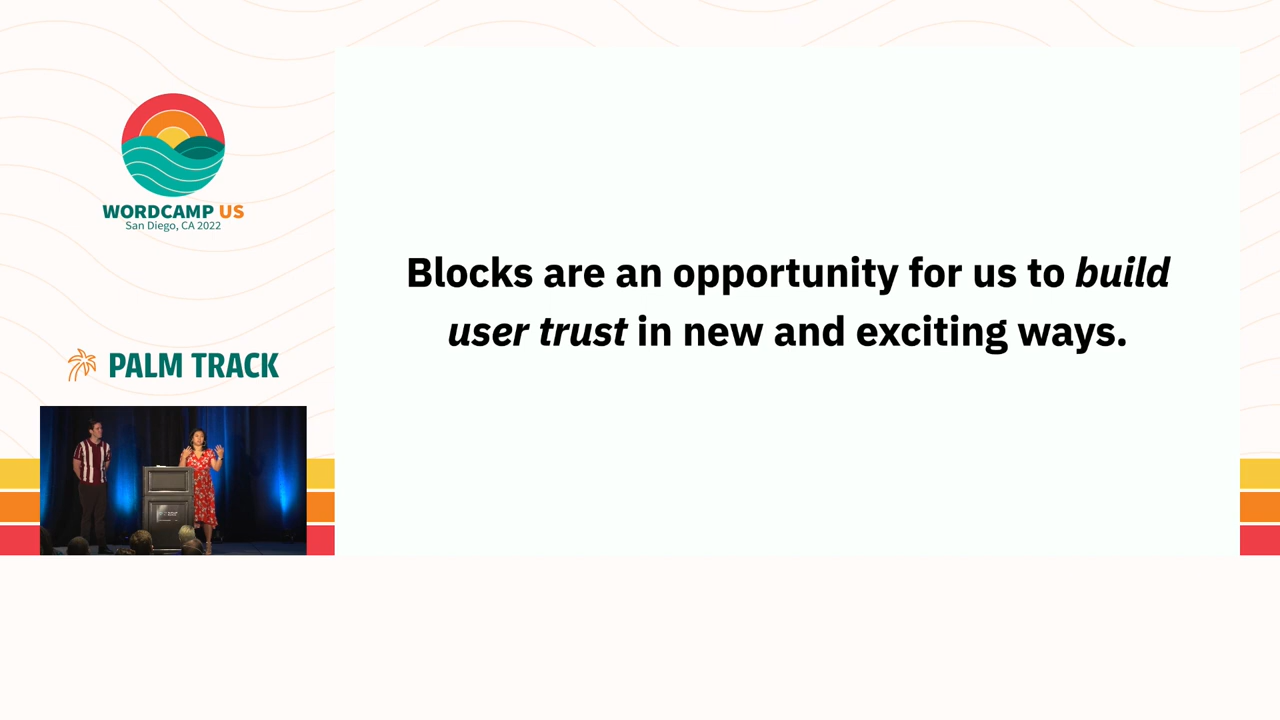 WORDCAMP US
San Diego, CA 2022
PALM TRACK
Blocks are an opportunity for us to build
user trust in new and exciting ways.